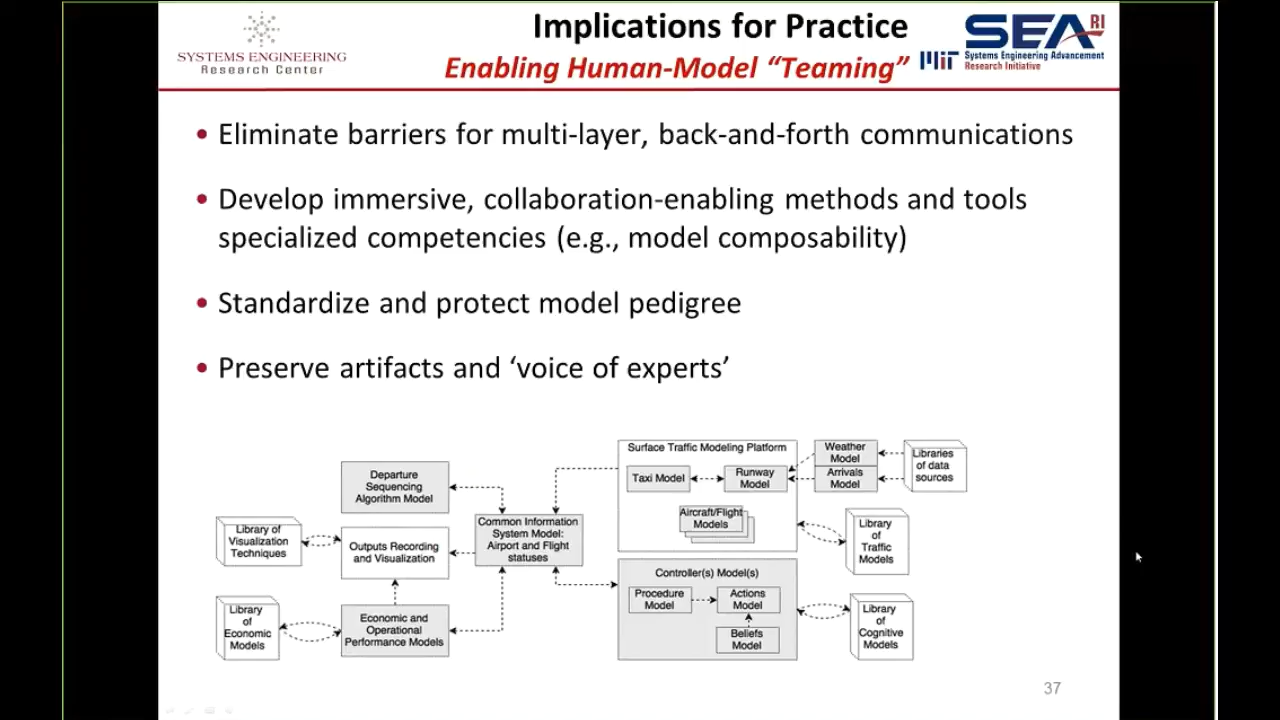 SYSTEMS ENGINEERING
Research Center
Implications for Practice
Enabling Human-Model “Teaming”
SEARI
MIT Systems Engineering Advancement
Research Initiative
• Eliminate barriers for multi-layer, back-and-forth communications
• Develop immersive, collaboration-enabling methods and tools
specialized competencies (e.g., model composability)
• Standardize and protect model pedigree
• Preserve artifacts and ‘voice of experts’
Departure
Sequencing
Algorithm Model
Library of
Visualization
Techniques
Outputs Recording
and Visualization
Library
of
Economic
Models
Economic and
Operational
Performance Models
Common Information
System Model:
Airport and Flight
statuses
Surface Traffic Modeling Platform
Taxi Model
Runway
Model
Aircraft/Flight
Models
Weather
Model
Arrivals
Model
Libraries
of data
sources
Library
of
Traffic
Models
Controller(s) Model(s)
Procedure
Model
Actions
Model
Beliefs
Model
Library
of
Cognitive
Models
37